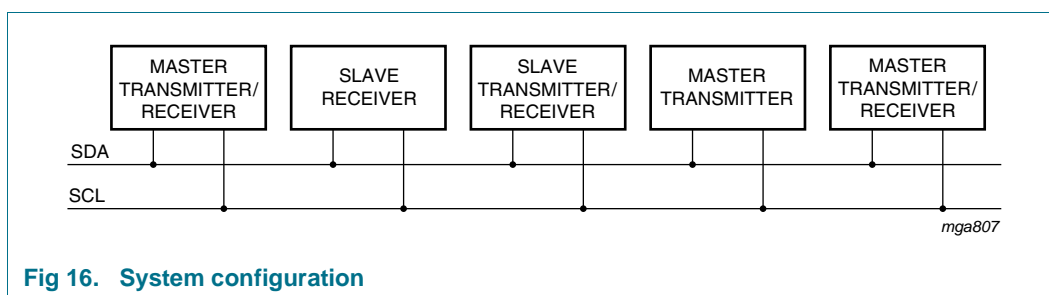 MASTER
TRANSMITTER/
RECEIVER
SLAVE
RECEIVER
SLAVE
TRANSMITTER/
RECEIVER
MASTER
TRANSMITTER
MASTER
TRANSMITTER/
RECEIVER
SDA
SCL
mga807
Fig 16. System configuration